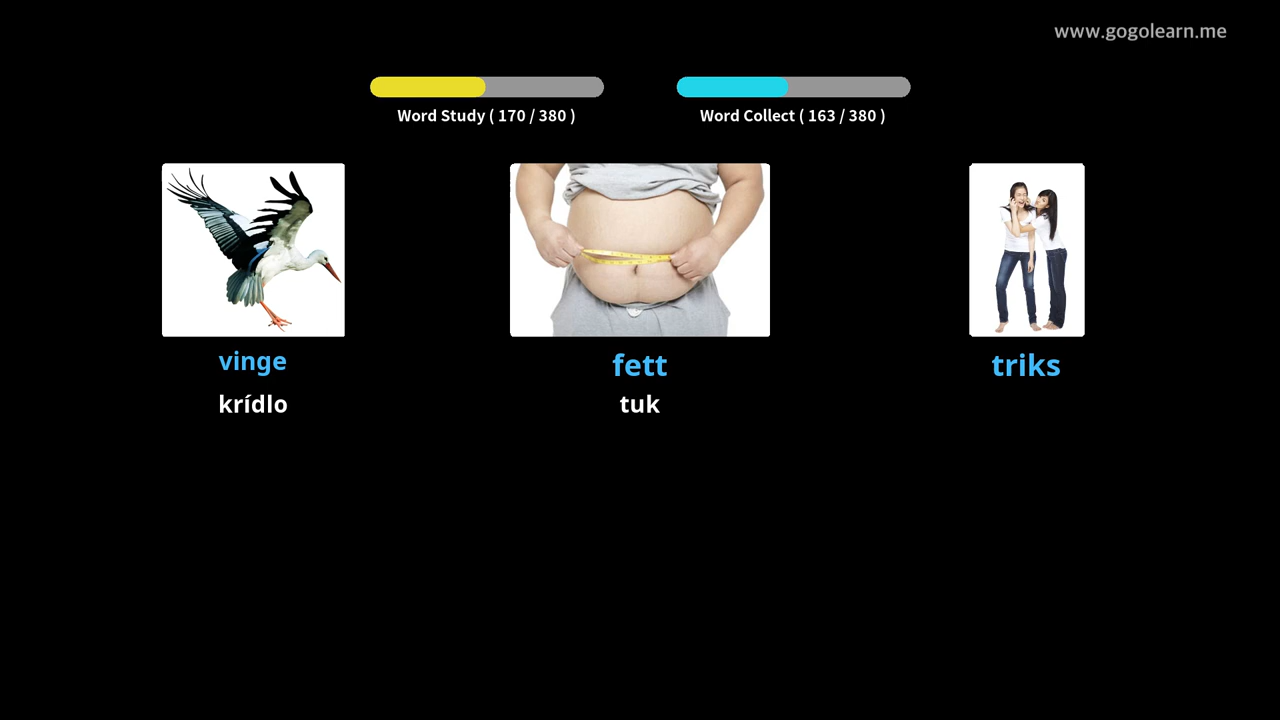 www.gogolearn.me
Word Study ( 170 / 380 )
Word Collect ( 163 / 380 )
vinge
fett
triks
krídlo
tuk